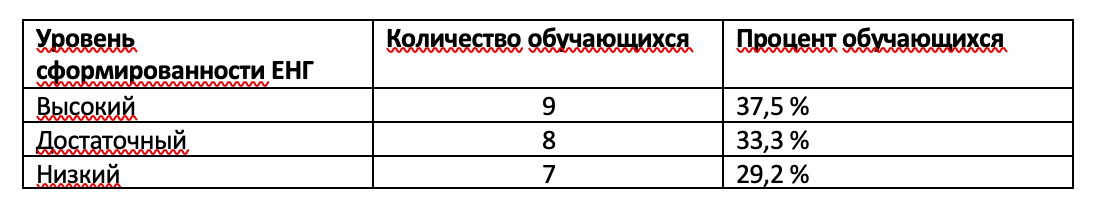 Уровень сформированности ЕНГ Количество обучающихся Процент обучающихся
Высокий 9 37,5 %
Достаточный 8 33,3 %
Низкий 7 29,2 %